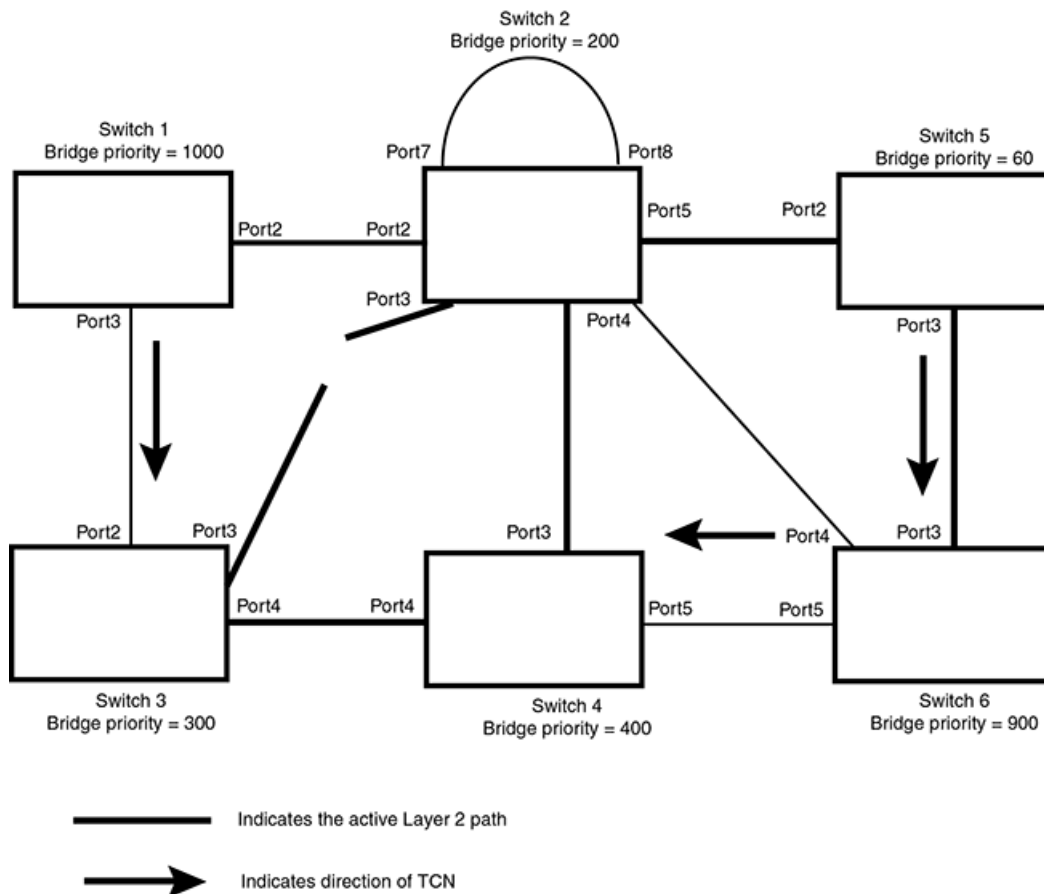 Switch 2
Bridge priority = 200
Switch 1
Bridge priority = 1000
Switch 5
Bridge priority = 60
Port7
Port8
Port2
Port2
Port5
Port2
Port3
Port3
Port4
Port3
Port2
Port3
Port3
Port4
Port3
Port4
Port4
Port5
Port5
Switch 3
Bridge priority = 300
Switch 4
Bridge priority = 400
Switch 6
Bridge priority = 900
Indicates the active Layer 2 path
Indicates direction of TCN